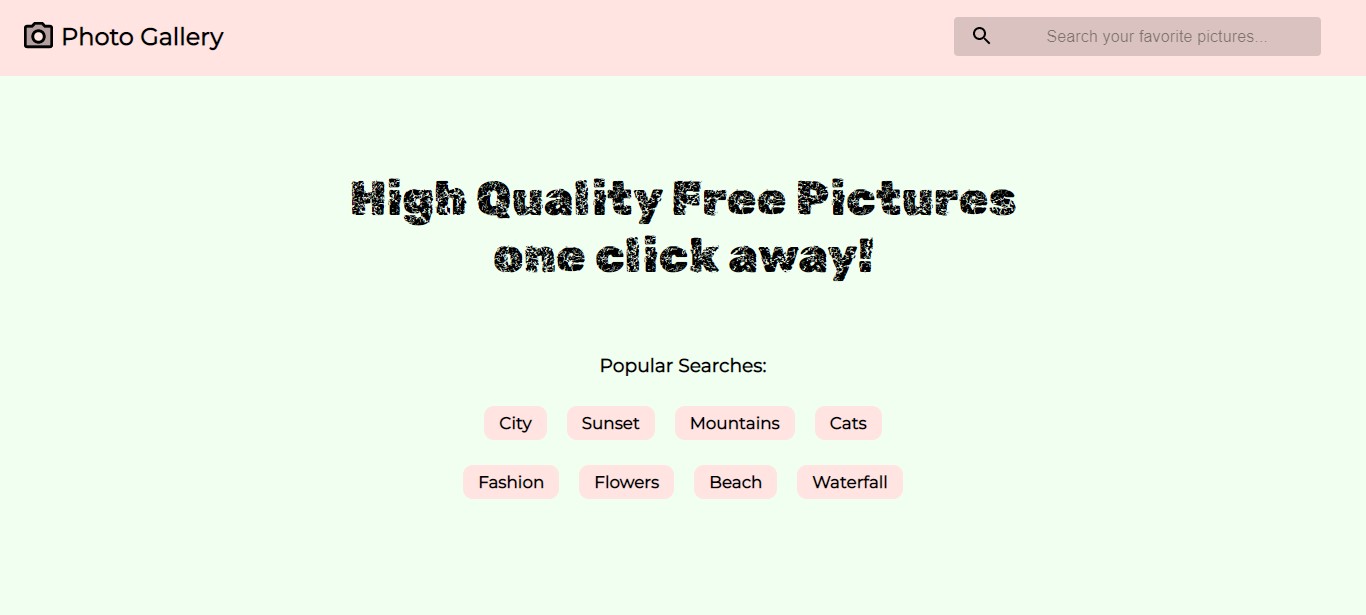 Photo Gallery
Search your favorite pictures...
High Quality Free Pictures
one click away!
Popular Searches:
City Sunset Mountains Cats
Fashion Flowers Beach Waterfall